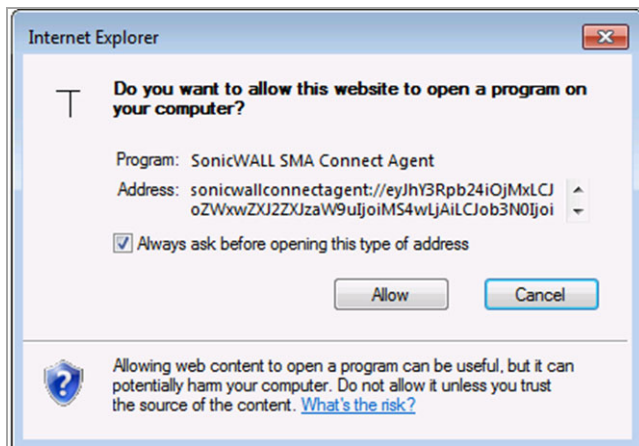 Internet Explorer
Do you want to allow this website to open a program on
your computer?
Program: SonicWALL SMA Connect Agent
Address: sonicwallconnectagent://eyJhY3Rpb24iOjMxLCJ
oZWxwZXJ2ZXJzaW9uIjoiMS4wLjAiLCJob3N0Ijoi
Always ask before opening this type of address
Allow Cancel
Allowing web content to open a program can be useful, but it can
potentially harm your computer. Do not allow it unless you trust
the source of the content. What's the risk?